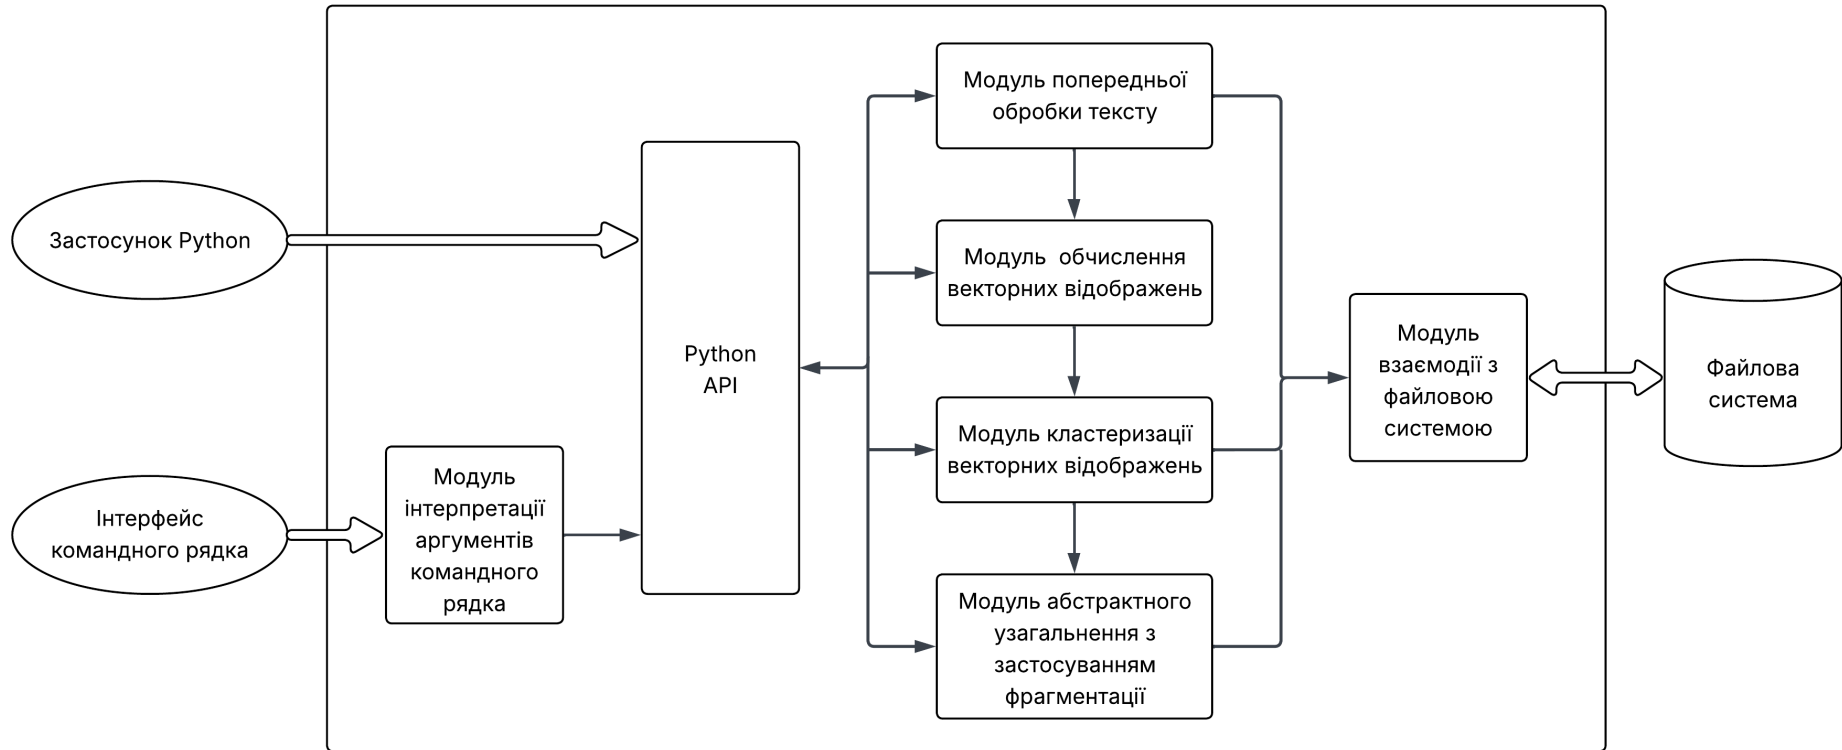 Застосунок Python
Інтерфейс
командного рядка
Модуль
інтерпретації
аргументів
командного
рядка
Python
API
Модуль попередньої
обробки тексту
Модуль  обчислення
векторних відображень
Модуль кластеризації
векторних відображень
Модуль абстрактного
узагальнення з
застосуванням
фрагментації
Модуль
взаємодії з
файловою
системою
Файлова
система